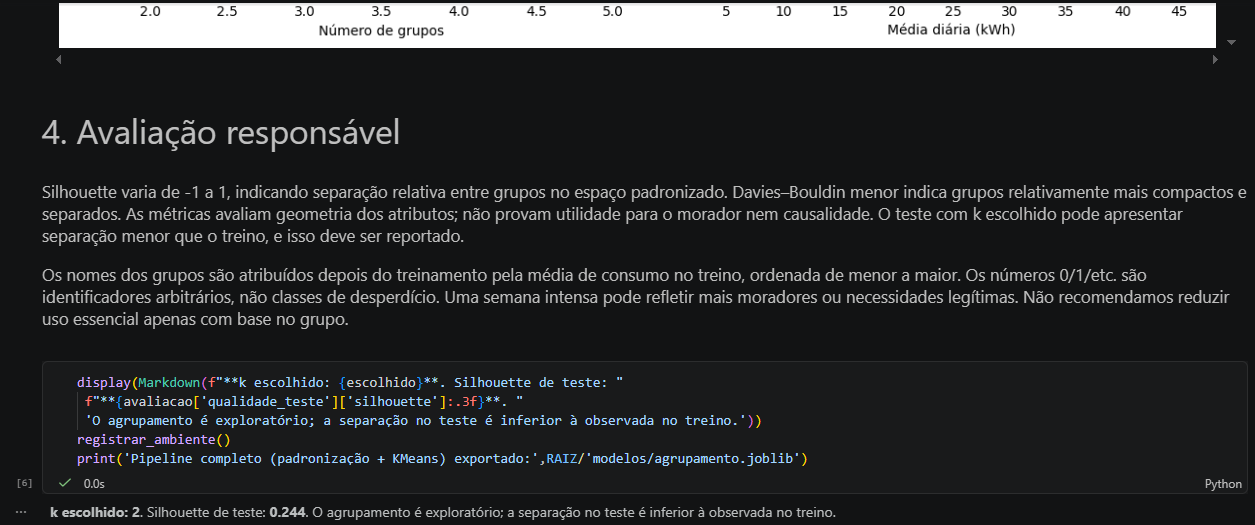 2.0 2.5 3.0 3.5 4.0 4.5 5.0 5 10 15 20 25 30 35 40 45
Número de grupos Média diária (kWh)
4. Avaliação responsável
Silhouette varia de -1 a 1, indicando separação relativa entre grupos no espaço padronizado. Davies–Bouldin menor indica grupos relativamente mais compactos e
separados. As métricas avaliam geometria dos atributos; não provam utilidade para o morador nem causalidade. O teste com k escolhido pode apresentar
separação menor que o treino, e isso deve ser reportado.
Os nomes dos grupos são atribuídos depois do treinamento pela média de consumo no treino, ordenada de menor a maior. Os números 0/1/etc. são
identificadores arbitrários, não classes de desperdício. Uma semana intensa pode refletir mais moradores ou necessidades legítimas. Não recomendamos reduzir
uso essencial apenas com base no grupo.
display(Markdown(f"**k escolhido: {escolhido}**. Silhouette de teste: "
f"**{avaliacao['qualidade_teste']['silhouette']:.3f}**. "
'O agrupamento é exploratório; a separação no teste é inferior à observada no treino.'))
registrar_ambiente()
print('Pipeline completo (padronização + KMeans) exportado:',RAIZ/'modelos/agrupamento.joblib')
[6] 0.0s Python
... k escolhido: 2. Silhouette de teste: 0.244. O agrupamento é exploratório; a separação no teste é inferior à observada no treino.